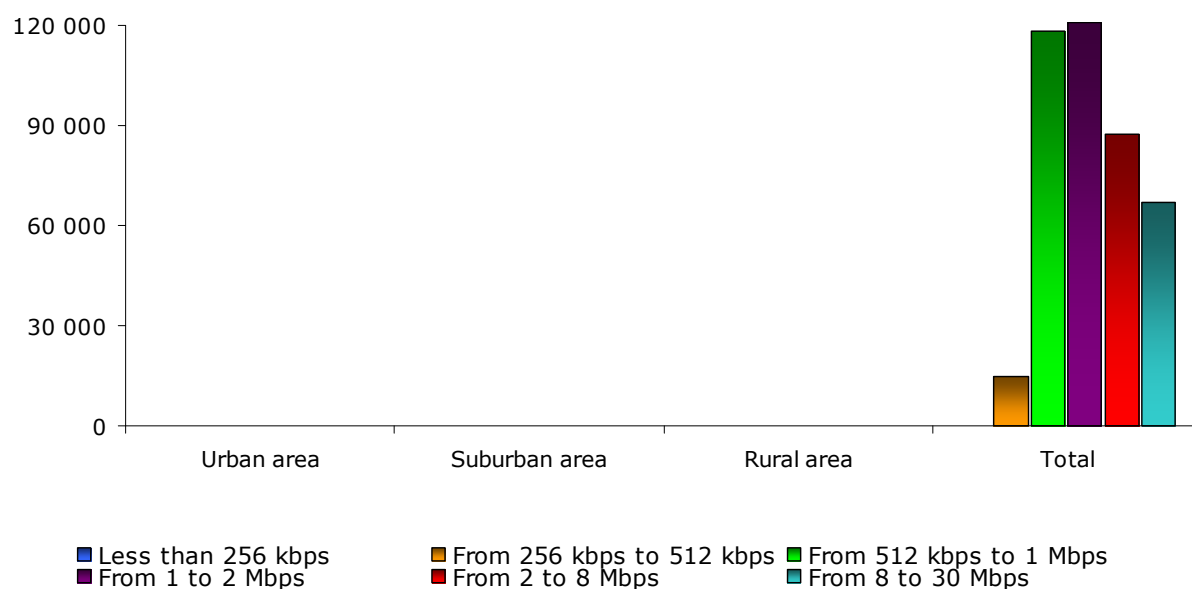 120 000
90 000
60 000
30 000
0
Urban area Suburban area Rural area Total
Less than 256 kbps From 256 kbps to 512 kbps From 512 kbps to 1 Mbps
From 1 to 2 Mbps From 2 to 8 Mbps From 8 to 30 Mbps